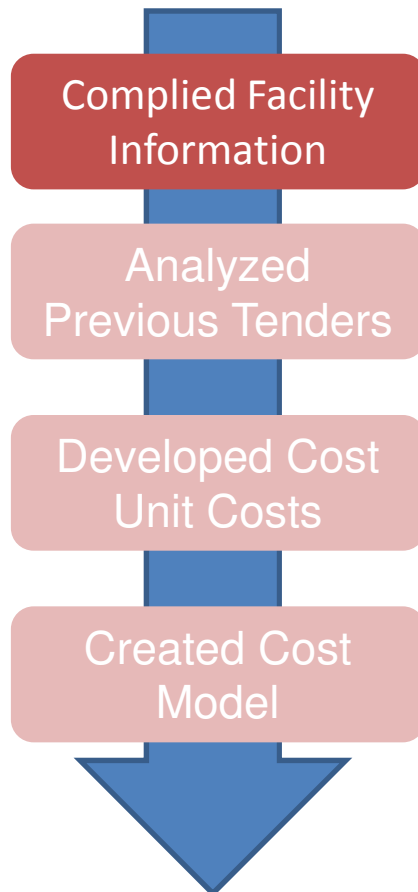 Complied Facility
Information
Analyzed
Previous Tenders
Developed Cost
Unit Costs
Created Cost
Model